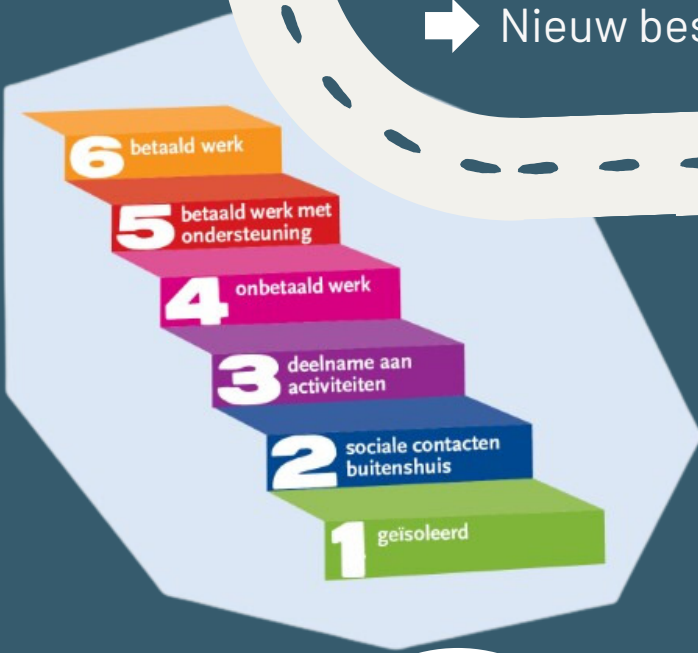 Nieuw
6 betaald werk
5 betaald werk met
ondersteuning
4 onbetaald werk
3 deelname aan
activiteiten
2 sociale contacten
buitenshuis
1 geïsoleerd